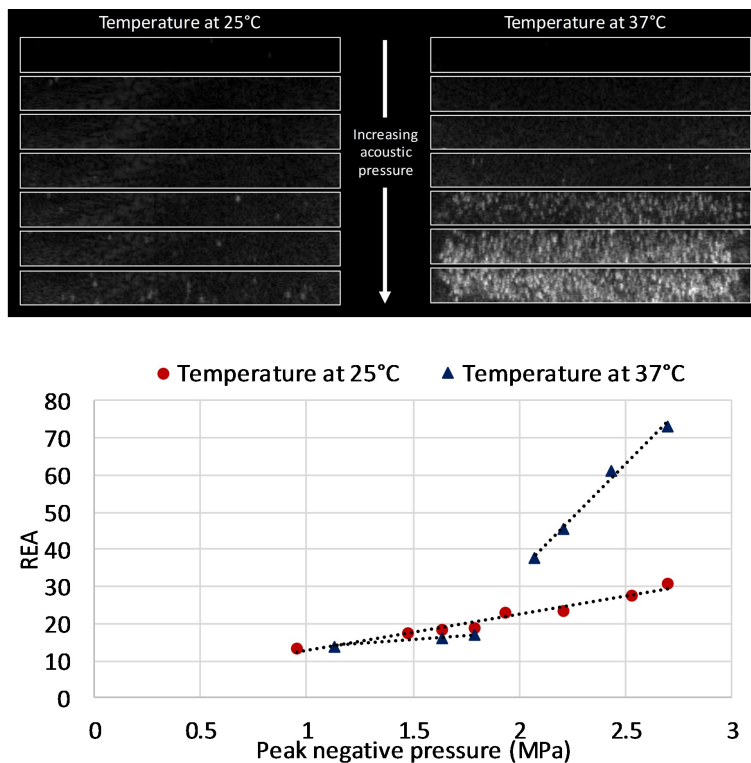 Temperature at 25°C
Temperature at 37°C
Increasing
acoustic
pressure
Temperature at 25°C
Temperature at 37°C
80
70
60
50
40
30
20
10
0
REA
0
0.5
1
1.5
2
2.5
3
Peak negative pressure (MPa)